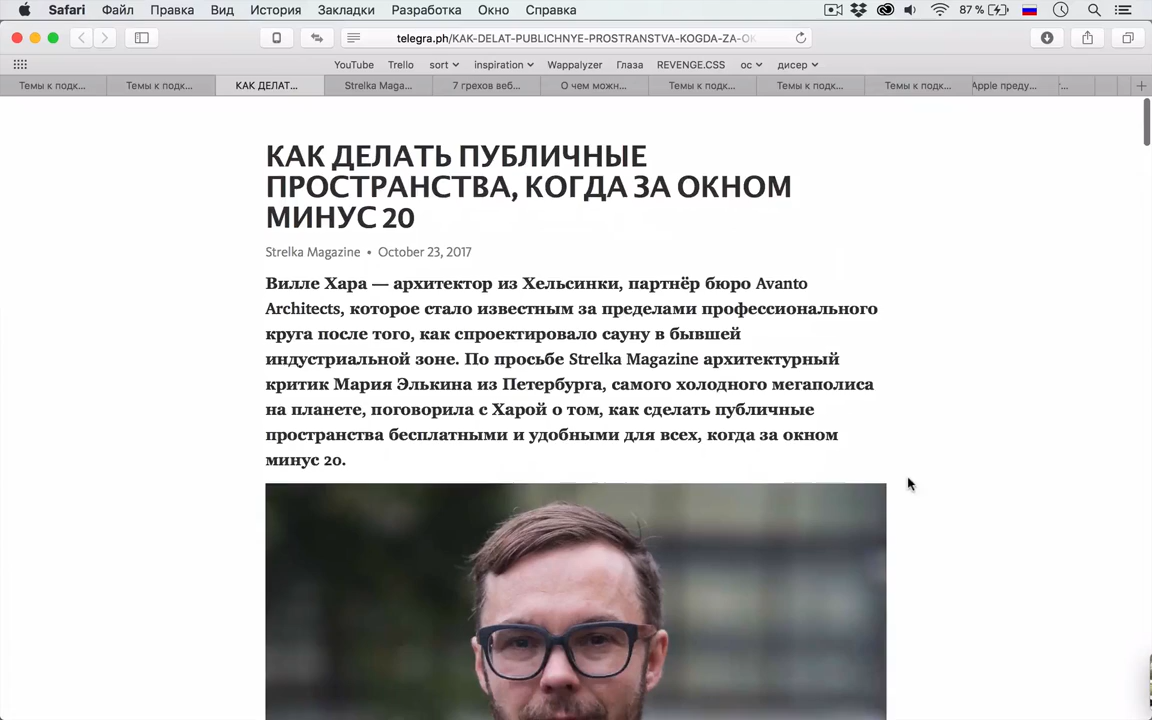 Safari Файл Правка Вид История Закладки Разработка Окно Справка 87 %
telegra.ph/KAK-DELAT-PUBLICHNYE-PROSTRANSTVA-KOGDA-ZA-OK
YouTube Trello sort inspiration Wappalyzer Глаза REVENGE.CSS ос дисер
Темы к подк... Темы к подк... КАК ДЕЛАТ... Strelka Maga... 7 грехов веб... О чем можн... Темы к подк... Темы к подк... Темы к подк... Apple преду...
КАК ДЕЛАТЬ ПУБЛИЧНЫЕ
ПРОСТРАНСТВА, КОГДА ЗА ОКНОМ
МИНУС 20
Strelka Magazine • October 23, 2017
Вилле Хара — архитектор из Хельсинки, партнёр бюро Avanto
Architects, которое стало известным за пределами профессионального
круга после того, как спроектировало сауну в бывшей
индустриальной зоне. По просьбе Strelka Magazine архитектурный
критик Мария Элькина из Петербурга, самого холодного мегаполиса
на планете, поговорила с Харой о том, как сделать публичные
пространства бесплатными и удобными для всех, когда за окном
минус 20.